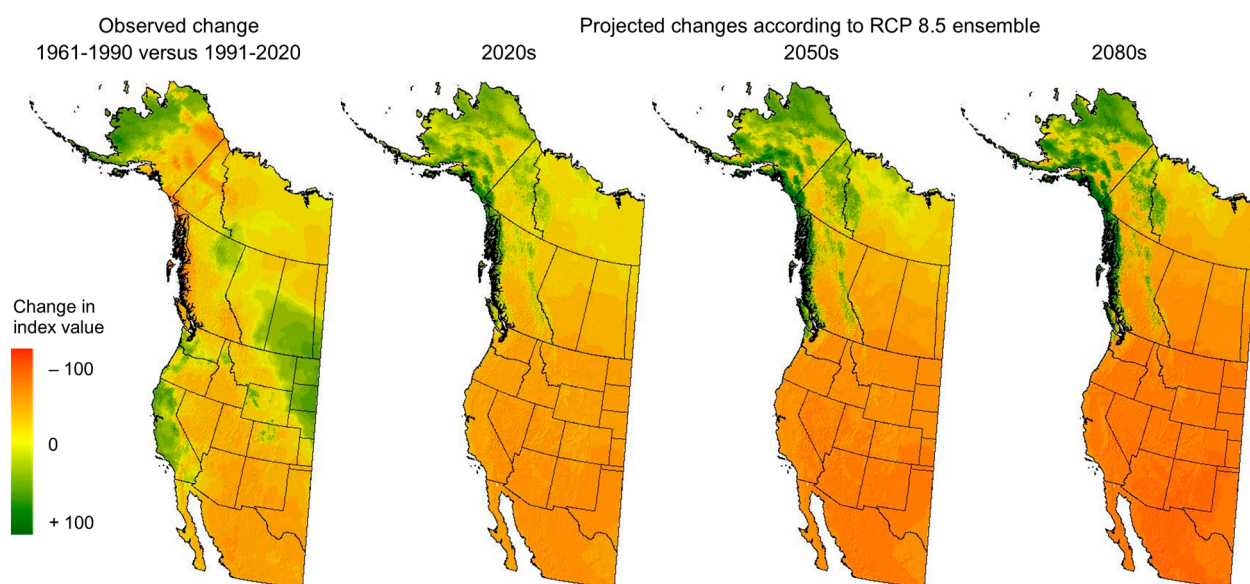 Observed change
1961-1990 versus 1991-2020
Projected changes according to RCP 8.5 ensemble
2020s
2050s
2080s
Change in
index value
– 100
0
+ 100